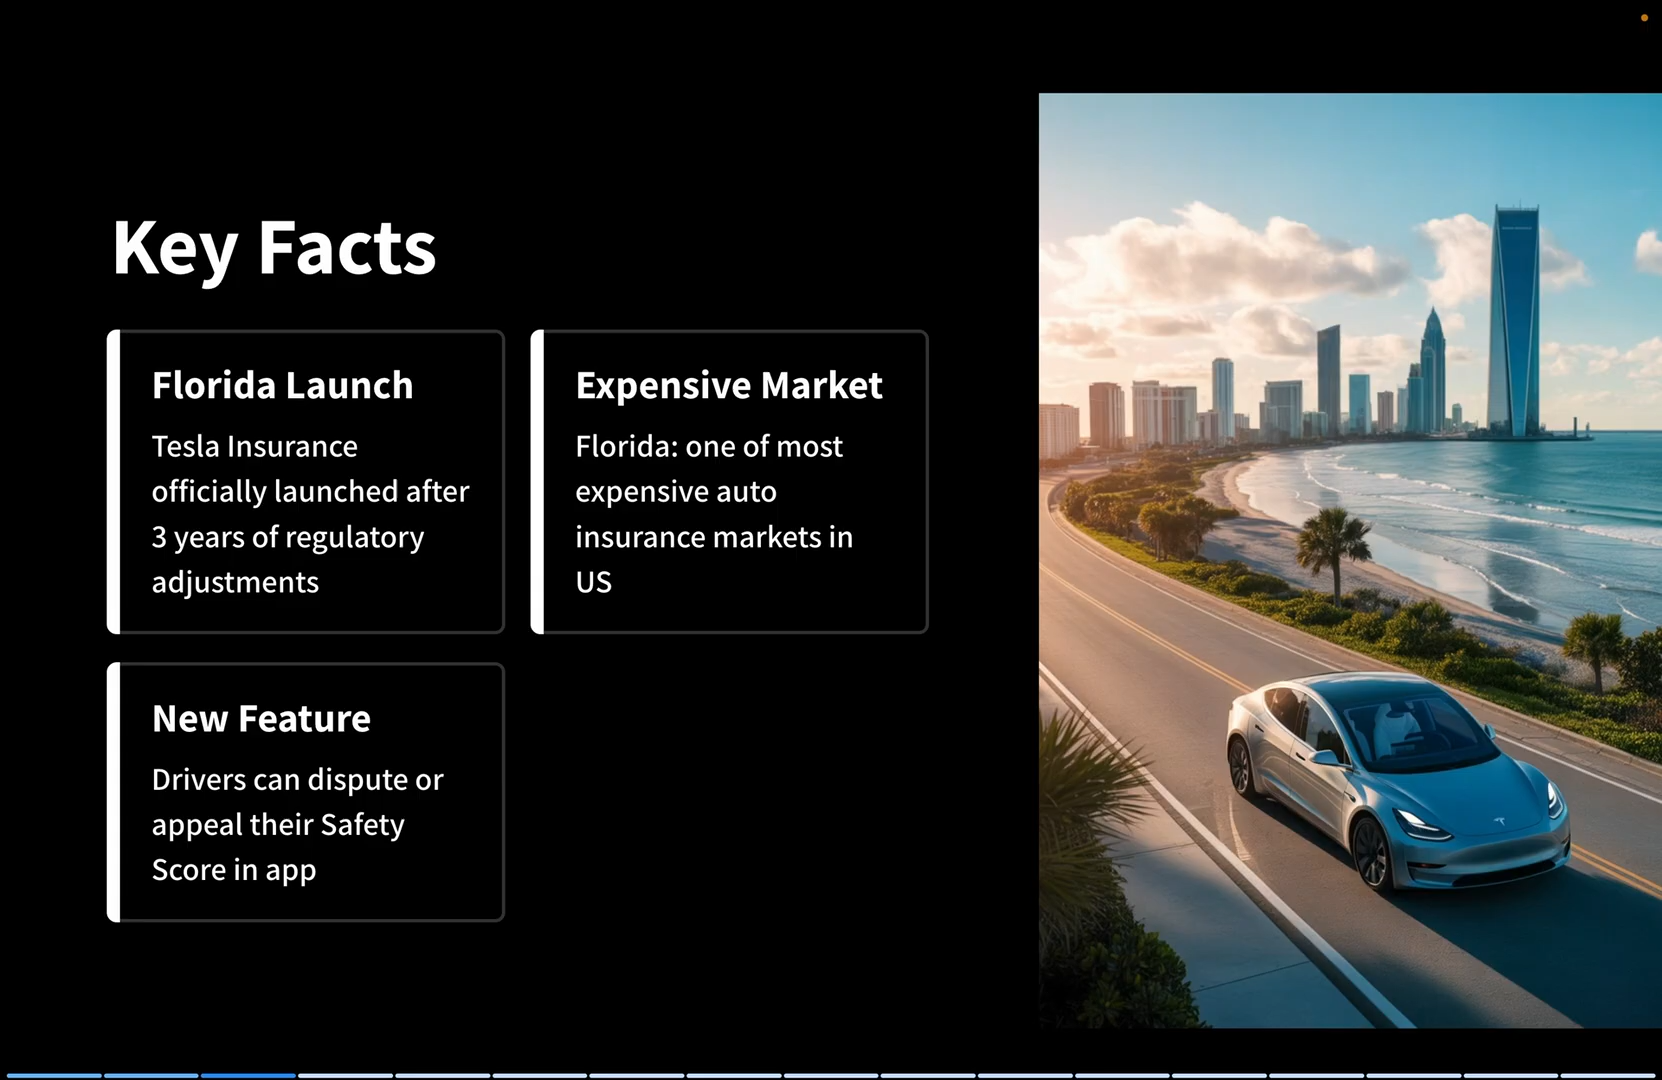 Key Facts
Florida Launch
Tesla Insurance
officially launched after
3 years of regulatory
adjustments
Expensive Market
Florida: one of most
expensive auto
insurance markets in
US
New Feature
Drivers can dispute or
appeal their Safety
Score in app